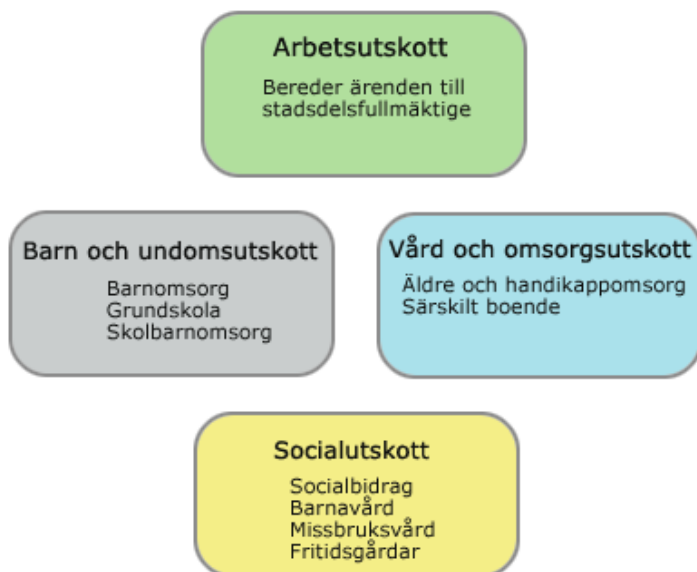 Arbetsutskott
Bereder ärenden till
stadsdelsfullmäktige
Barn och undomsutskott
Barnomsorg
Grundskola
Skolbarnomsorg
Vård och omsorgsutskott
Äldre och handikappomsorg
Särskilt boende
Socialutskott
Socialbidrag
Barnavård
Missbruksvård
Fritidsgårdar